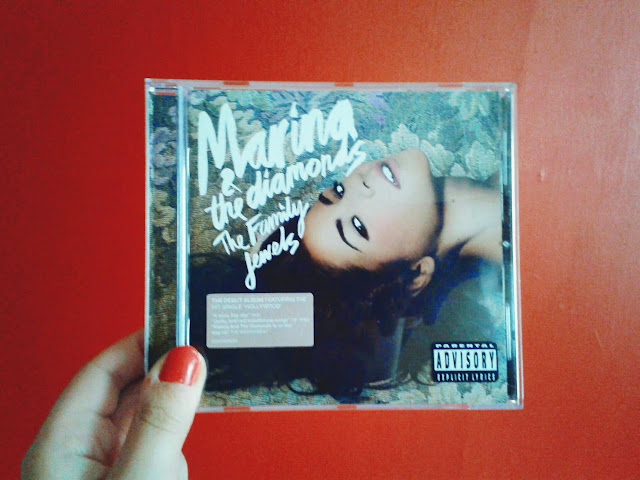 Marina
&
the diamonds
The Family
Jewels
THE DEBUT ALBUM FEATURING THE
HIT SINGLE 'HOLLYWOOD'
PARENTAL
ADVISORY
EXPLICIT LYRICS